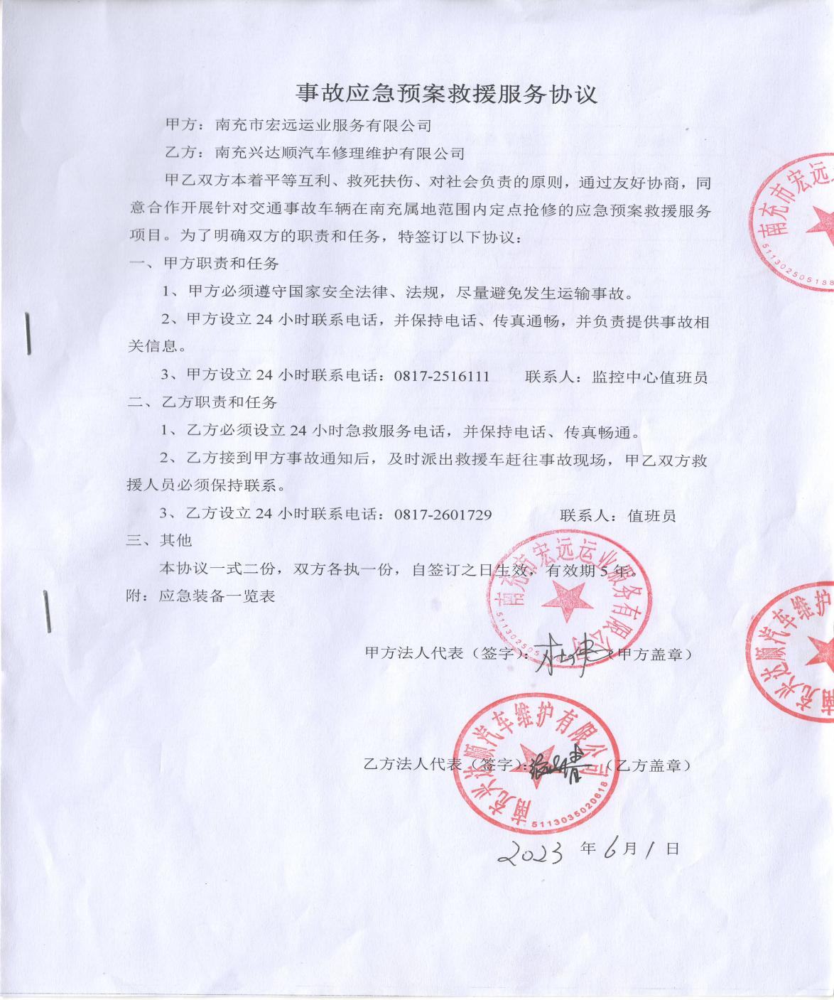 事故应急预案救援服务协议
甲方：南充市宏远运业服务有限公司
乙方：南充兴达顺汽车修理维护有限公司
甲乙双方本着平等互利、救死扶伤、对社会负责的原则，通过友好协商，同
意合作开展针对交通事故车辆在南充属地范围内定点抢修的应急预案救援服务
项目。为了明确双方的职责和任务，特签订以下协议：
一、甲方职责和任务
1、甲方必须遵守国家安全法律、法规，尽量避免发生运输事故。
2、甲方设立 24 小时联系电话，并保持电话、传真通畅，并负责提供事故相
关信息。
3、甲方设立 24 小时联系电话：0817-2516111 联系人：监控中心值班员
二、乙方职责和任务
1、乙方必须设立 24 小时急救服务电话，并保持电话、传真畅通。
2、乙方接到甲方事故通知后，及时派出救援车赶往事故现场，甲乙双方救
援人员必须保持联系。
3、乙方设立 24 小时联系电话：0817-2601729 联系人：值班员
三、其他
本协议一式二份，双方各执一份，自签订之日生效，有效期 5 年。
附：应急装备一览表
甲方法人代表（签字）： （甲方盖章）
南充市宏远运业服务有限公司
乙方法人代表（签字）： （乙方盖章）
南充兴达顺汽车维护有限公司
5113035020618
2023 年 6 月 1 日
南充市宏远
51130250518
南充兴达顺汽车维护